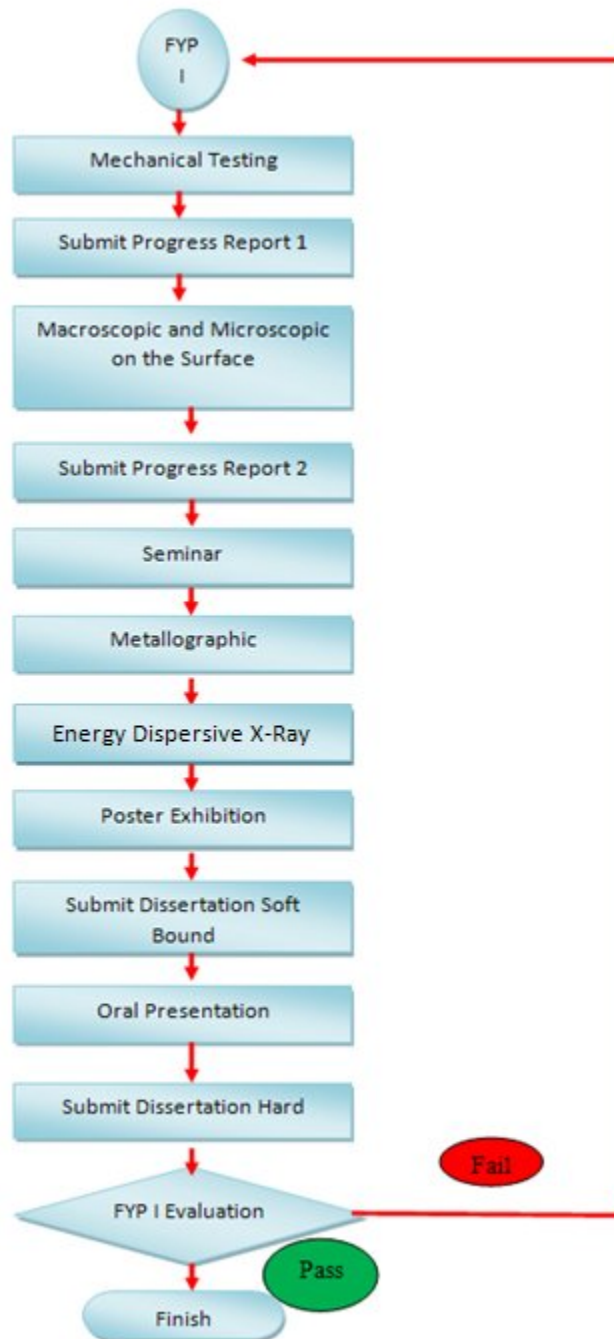 FYP
I
Mechanical Testing
Submit Progress Report 1
Macroscopic and Microscopic
on the Surface
Submit Progress Report 2
Seminar
Metallographic
Energy Dispersive X-Ray
Poster Exhibition
Submit Dissertation Soft
Bound
Oral Presentation
Submit Dissertation Hard
Fail
FYP I Evaluation
Pass
Finish